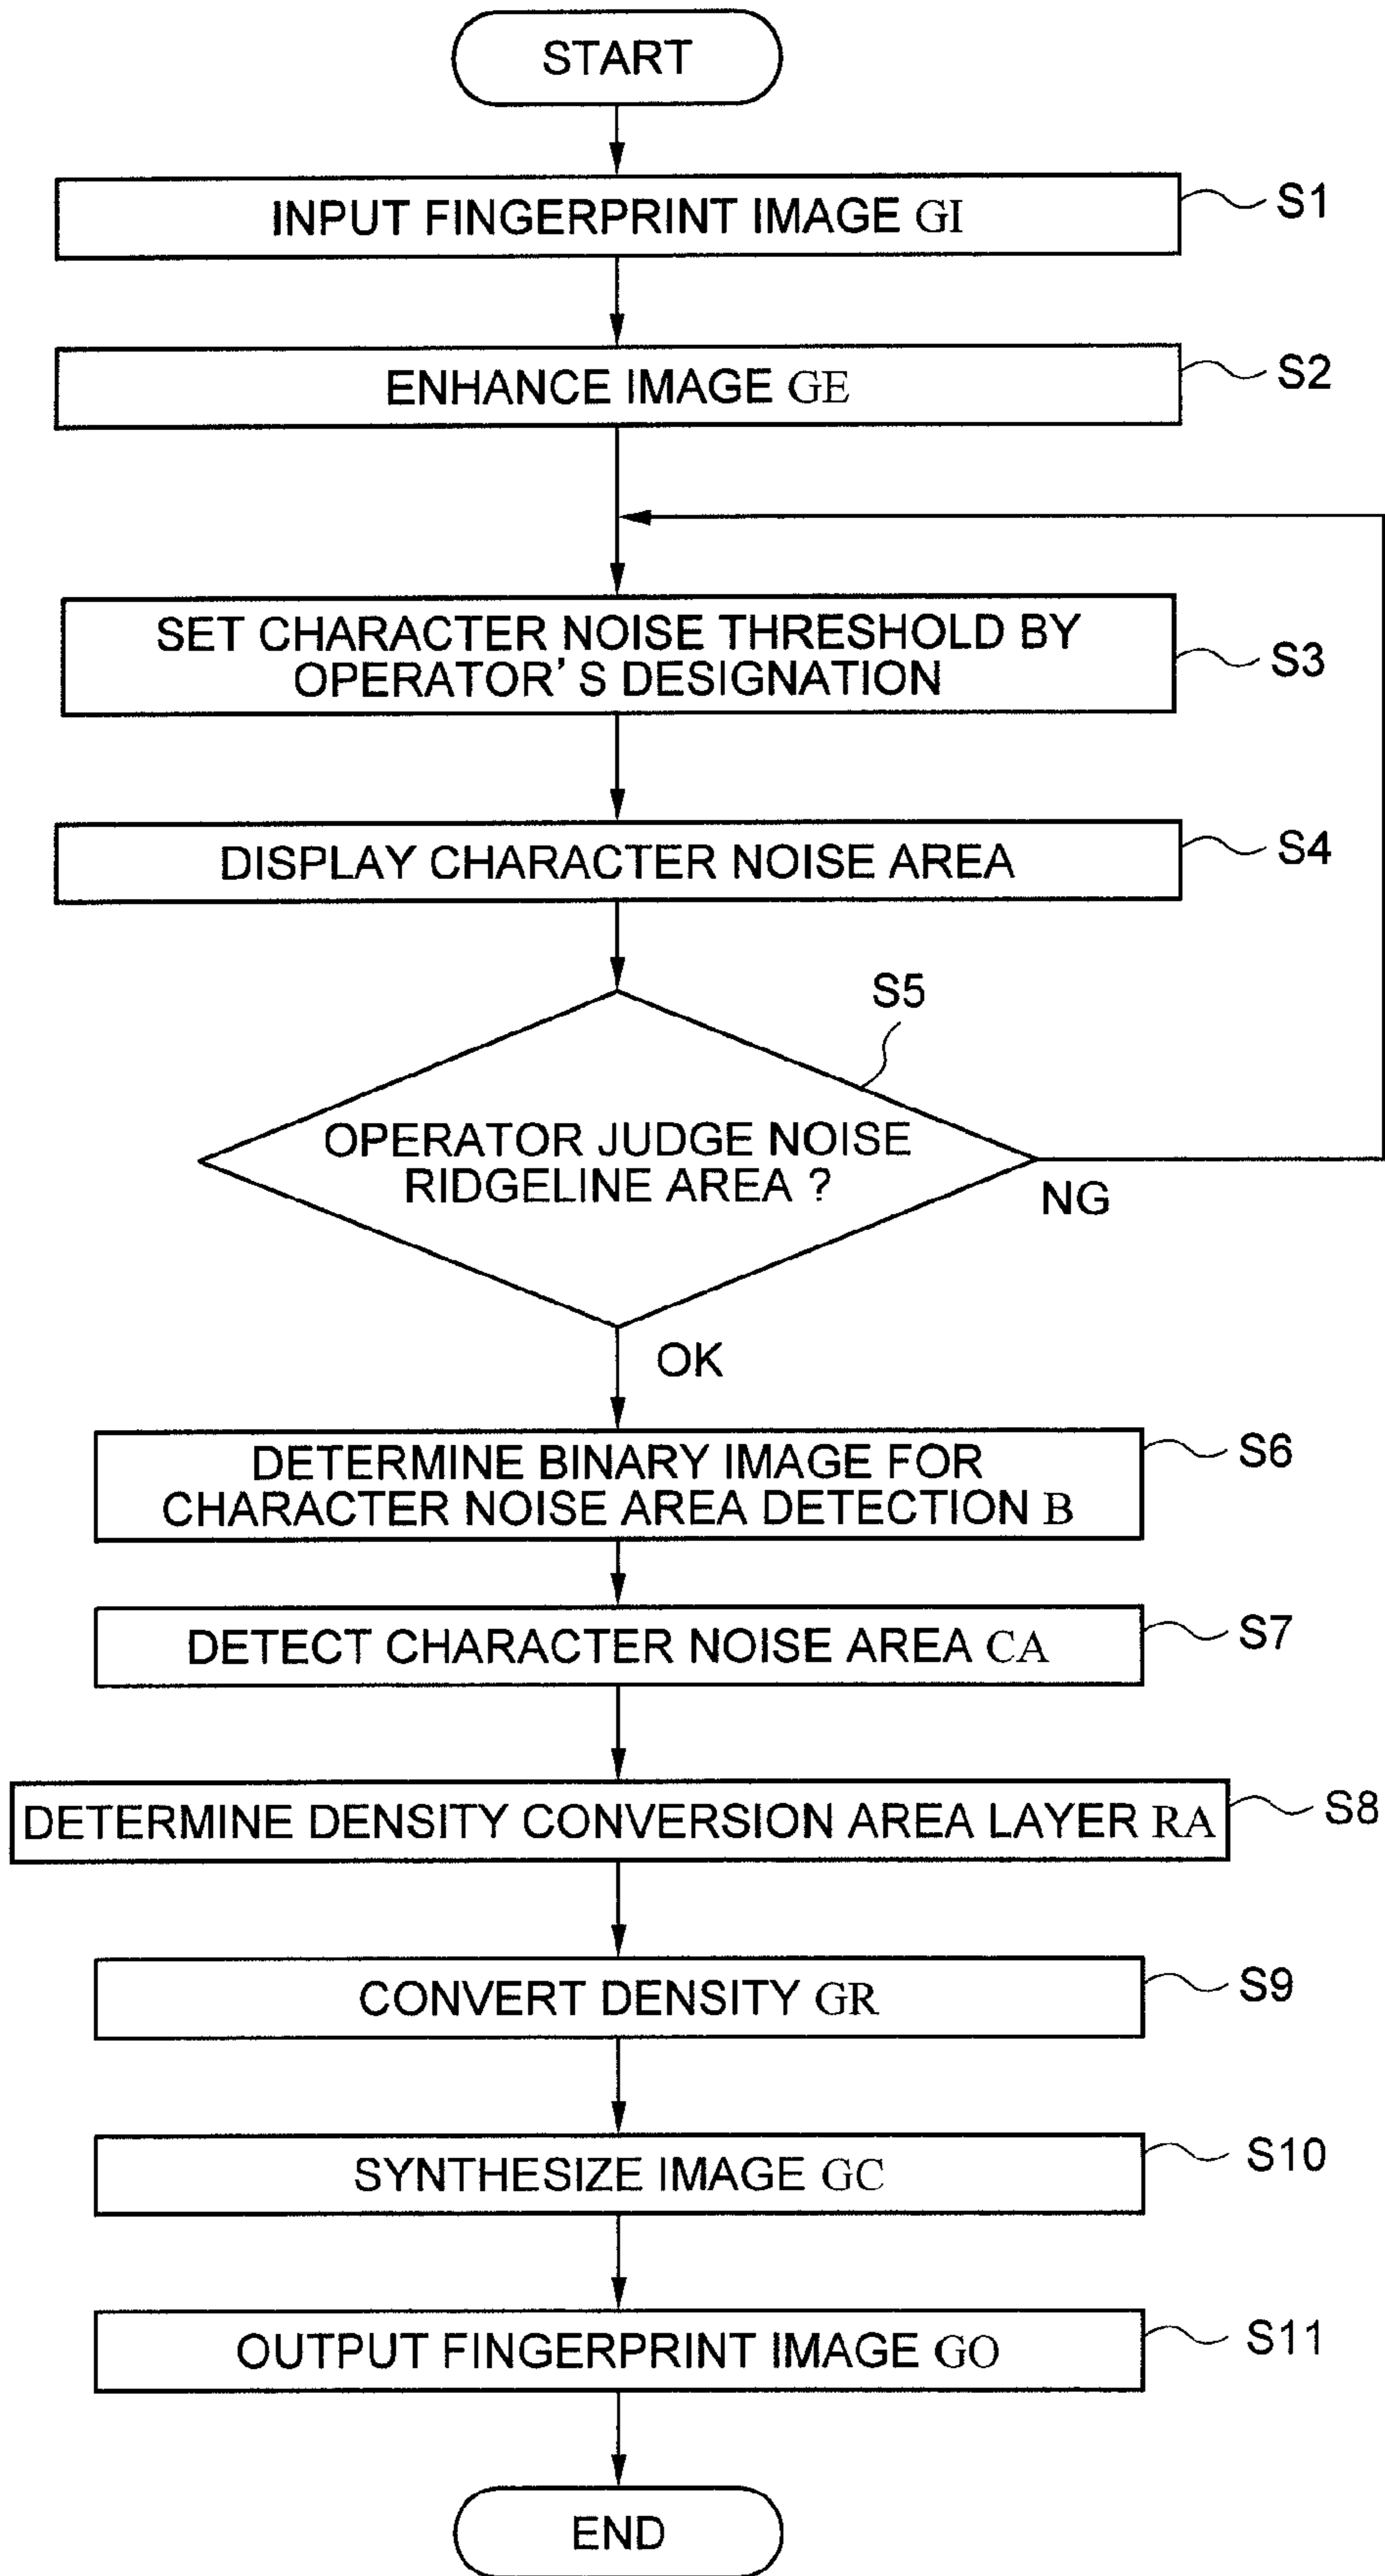 START
INPUT FINGERPRINT IMAGE GI
S1
ENHANCE IMAGE GE
S2
SET CHARACTER NOISE THRESHOLD BY
OPERATOR'S DESIGNATION
S3
DISPLAY CHARACTER NOISE AREA
S4
S5
OPERATOR JUDGE NOISE
RIDGELINE AREA ?
NG
OK
DETERMINE BINARY IMAGE FOR
CHARACTER NOISE AREA DETECTION B
S6
DETECT CHARACTER NOISE AREA CA
S7
DETERMINE DENSITY CONVERSION AREA LAYER RA
S8
CONVERT DENSITY GR
S9
SYNTHESIZE IMAGE GC
S10
OUTPUT FINGERPRINT IMAGE GO
S11
END